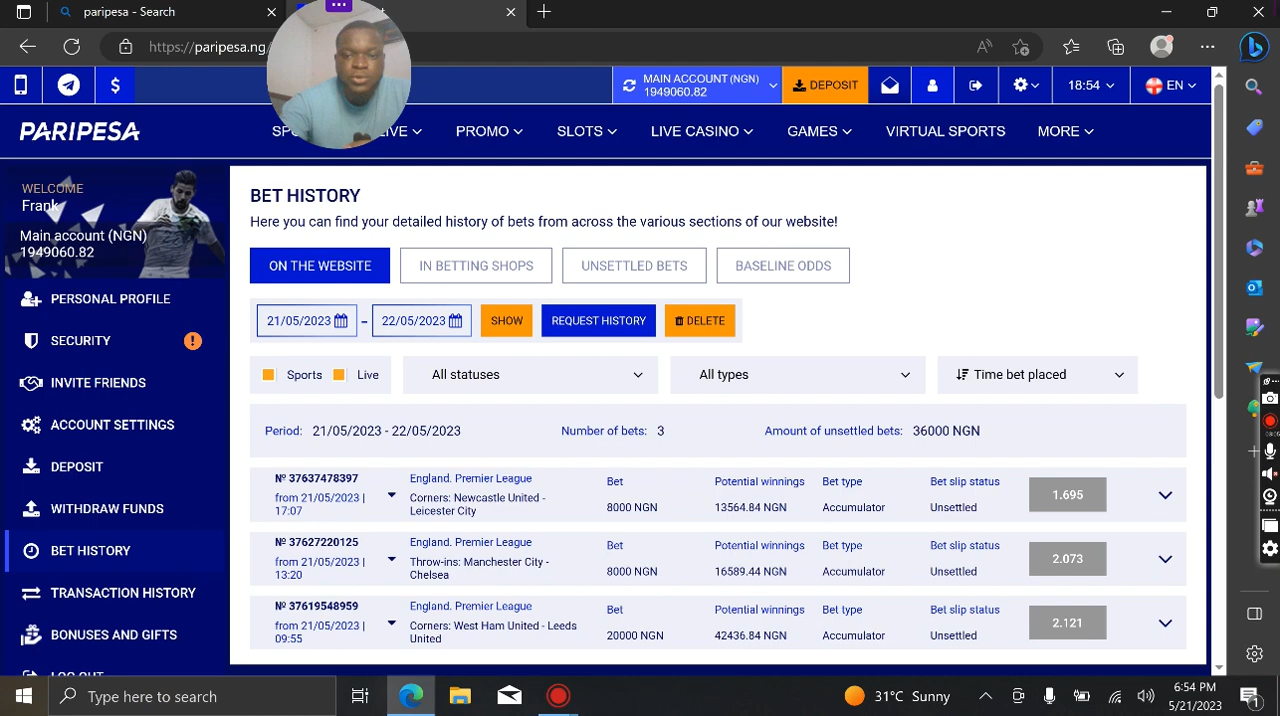 paripesa - Search
https://paripesa.ng
MAIN ACCOUNT (NGN)
1949060.82
DEPOSIT
18:54
EN
PARIPESA
PROMO
SLOTS
LIVE CASINO
GAMES
VIRTUAL SPORTS
MORE
WELCOME
Frank
Main account (NGN)
1949060.82
PERSONAL PROFILE
SECURITY
INVITE FRIENDS
ACCOUNT SETTINGS
DEPOSIT
WITHDRAW FUNDS
BET HISTORY
TRANSACTION HISTORY
BONUSES AND GIFTS
BET HISTORY
Here you can find your detailed history of bets from across the various sections of our website!
ON THE WEBSITE
IN BETTING SHOPS
UNSETTLED BETS
BASELINE ODDS
21/05/2023 - 22/05/2023
SHOW
REQUEST HISTORY
DELETE
Sports
Live
All statuses
All types
Time bet placed
Period: 21/05/2023 - 22/05/2023
Number of bets: 3
Amount of unsettled bets: 36000 NGN
№ 37637478397
from 21/05/2023 |
17:07
England. Premier League
Corners: Newcastle United -
Leicester City
Bet
8000 NGN
Potential winnings
13564.84 NGN
Bet type
Accumulator
Bet slip status
Unsettled
1.695
№ 37627220125
from 21/05/2023 |
13:20
England. Premier League
Throw-ins: Manchester City -
Chelsea
Bet
8000 NGN
Potential winnings
16589.44 NGN
Bet type
Accumulator
Bet slip status
Unsettled
2.073
№ 37619548959
from 21/05/2023 |
09:55
England. Premier League
Corners: West Ham United - Leeds
United
Bet
20000 NGN
Potential winnings
42436.84 NGN
Bet type
Accumulator
Bet slip status
Unsettled
2.121
Type here to search
31°C Sunny
6:54 PM
5/21/2023